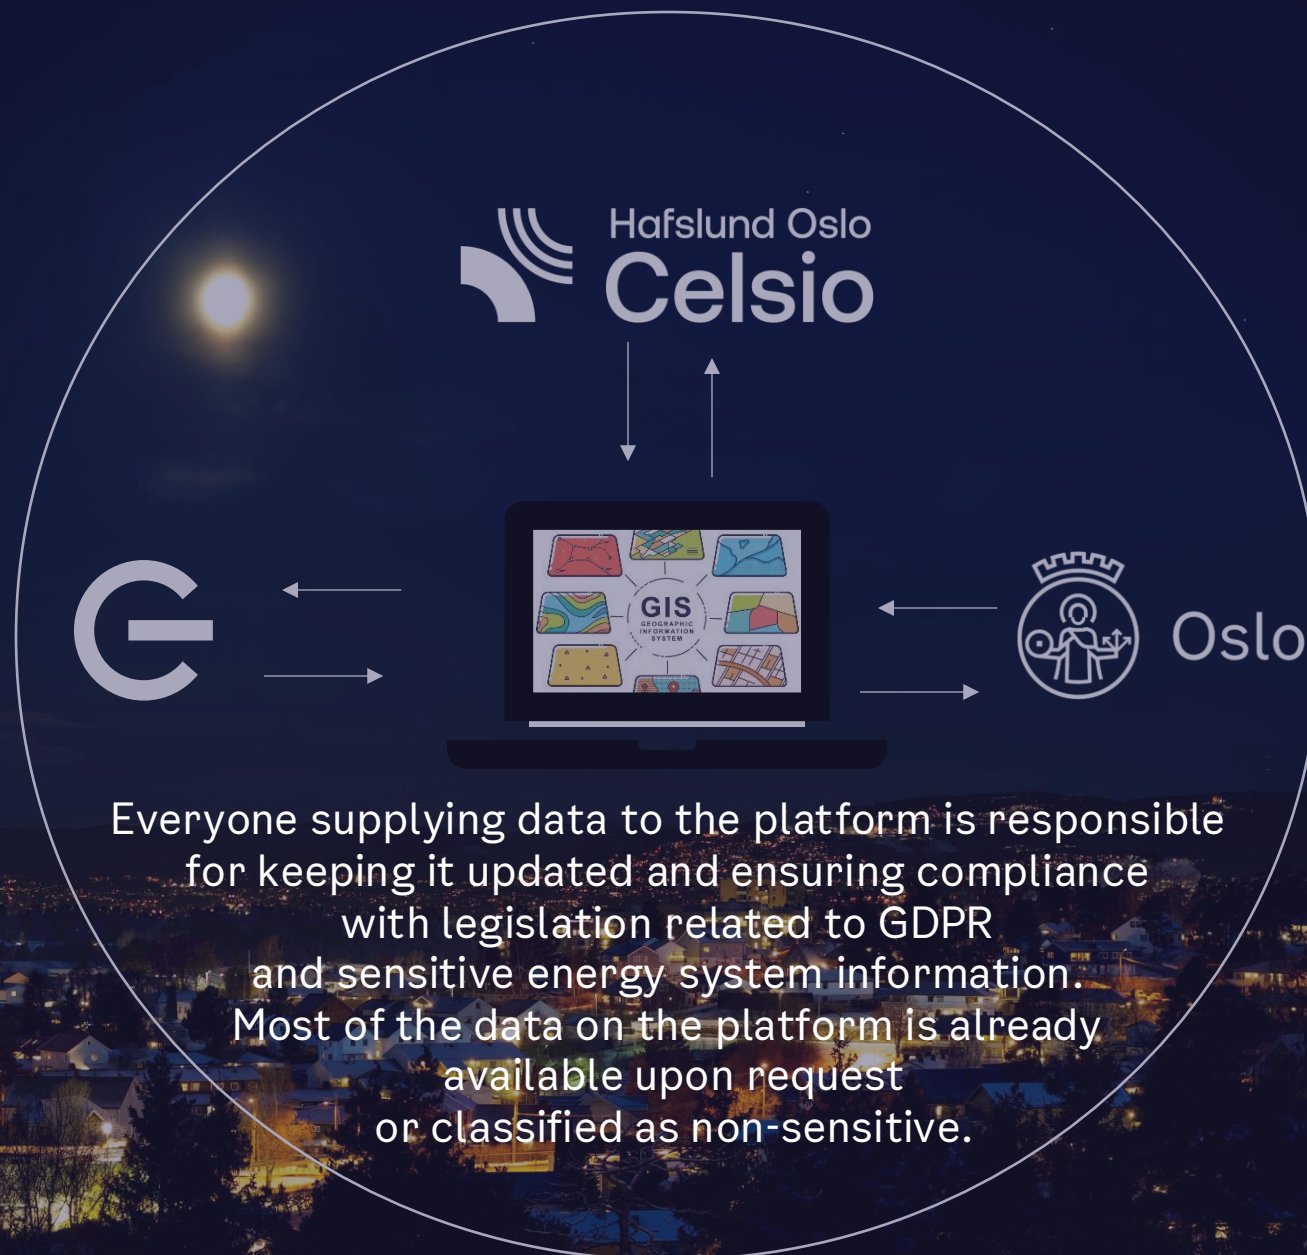 Hafslund Oslo
Celsio
GIS
GEOGRAPHIC
INFORMATION
SYSTEM
Oslo
Everyone supplying data to the platform is responsible
for keeping it updated and ensuring compliance
with legislation related to GDPR
and sensitive energy system information.
Most of the data on the platform is already
available upon request
or classified as non-sensitive.